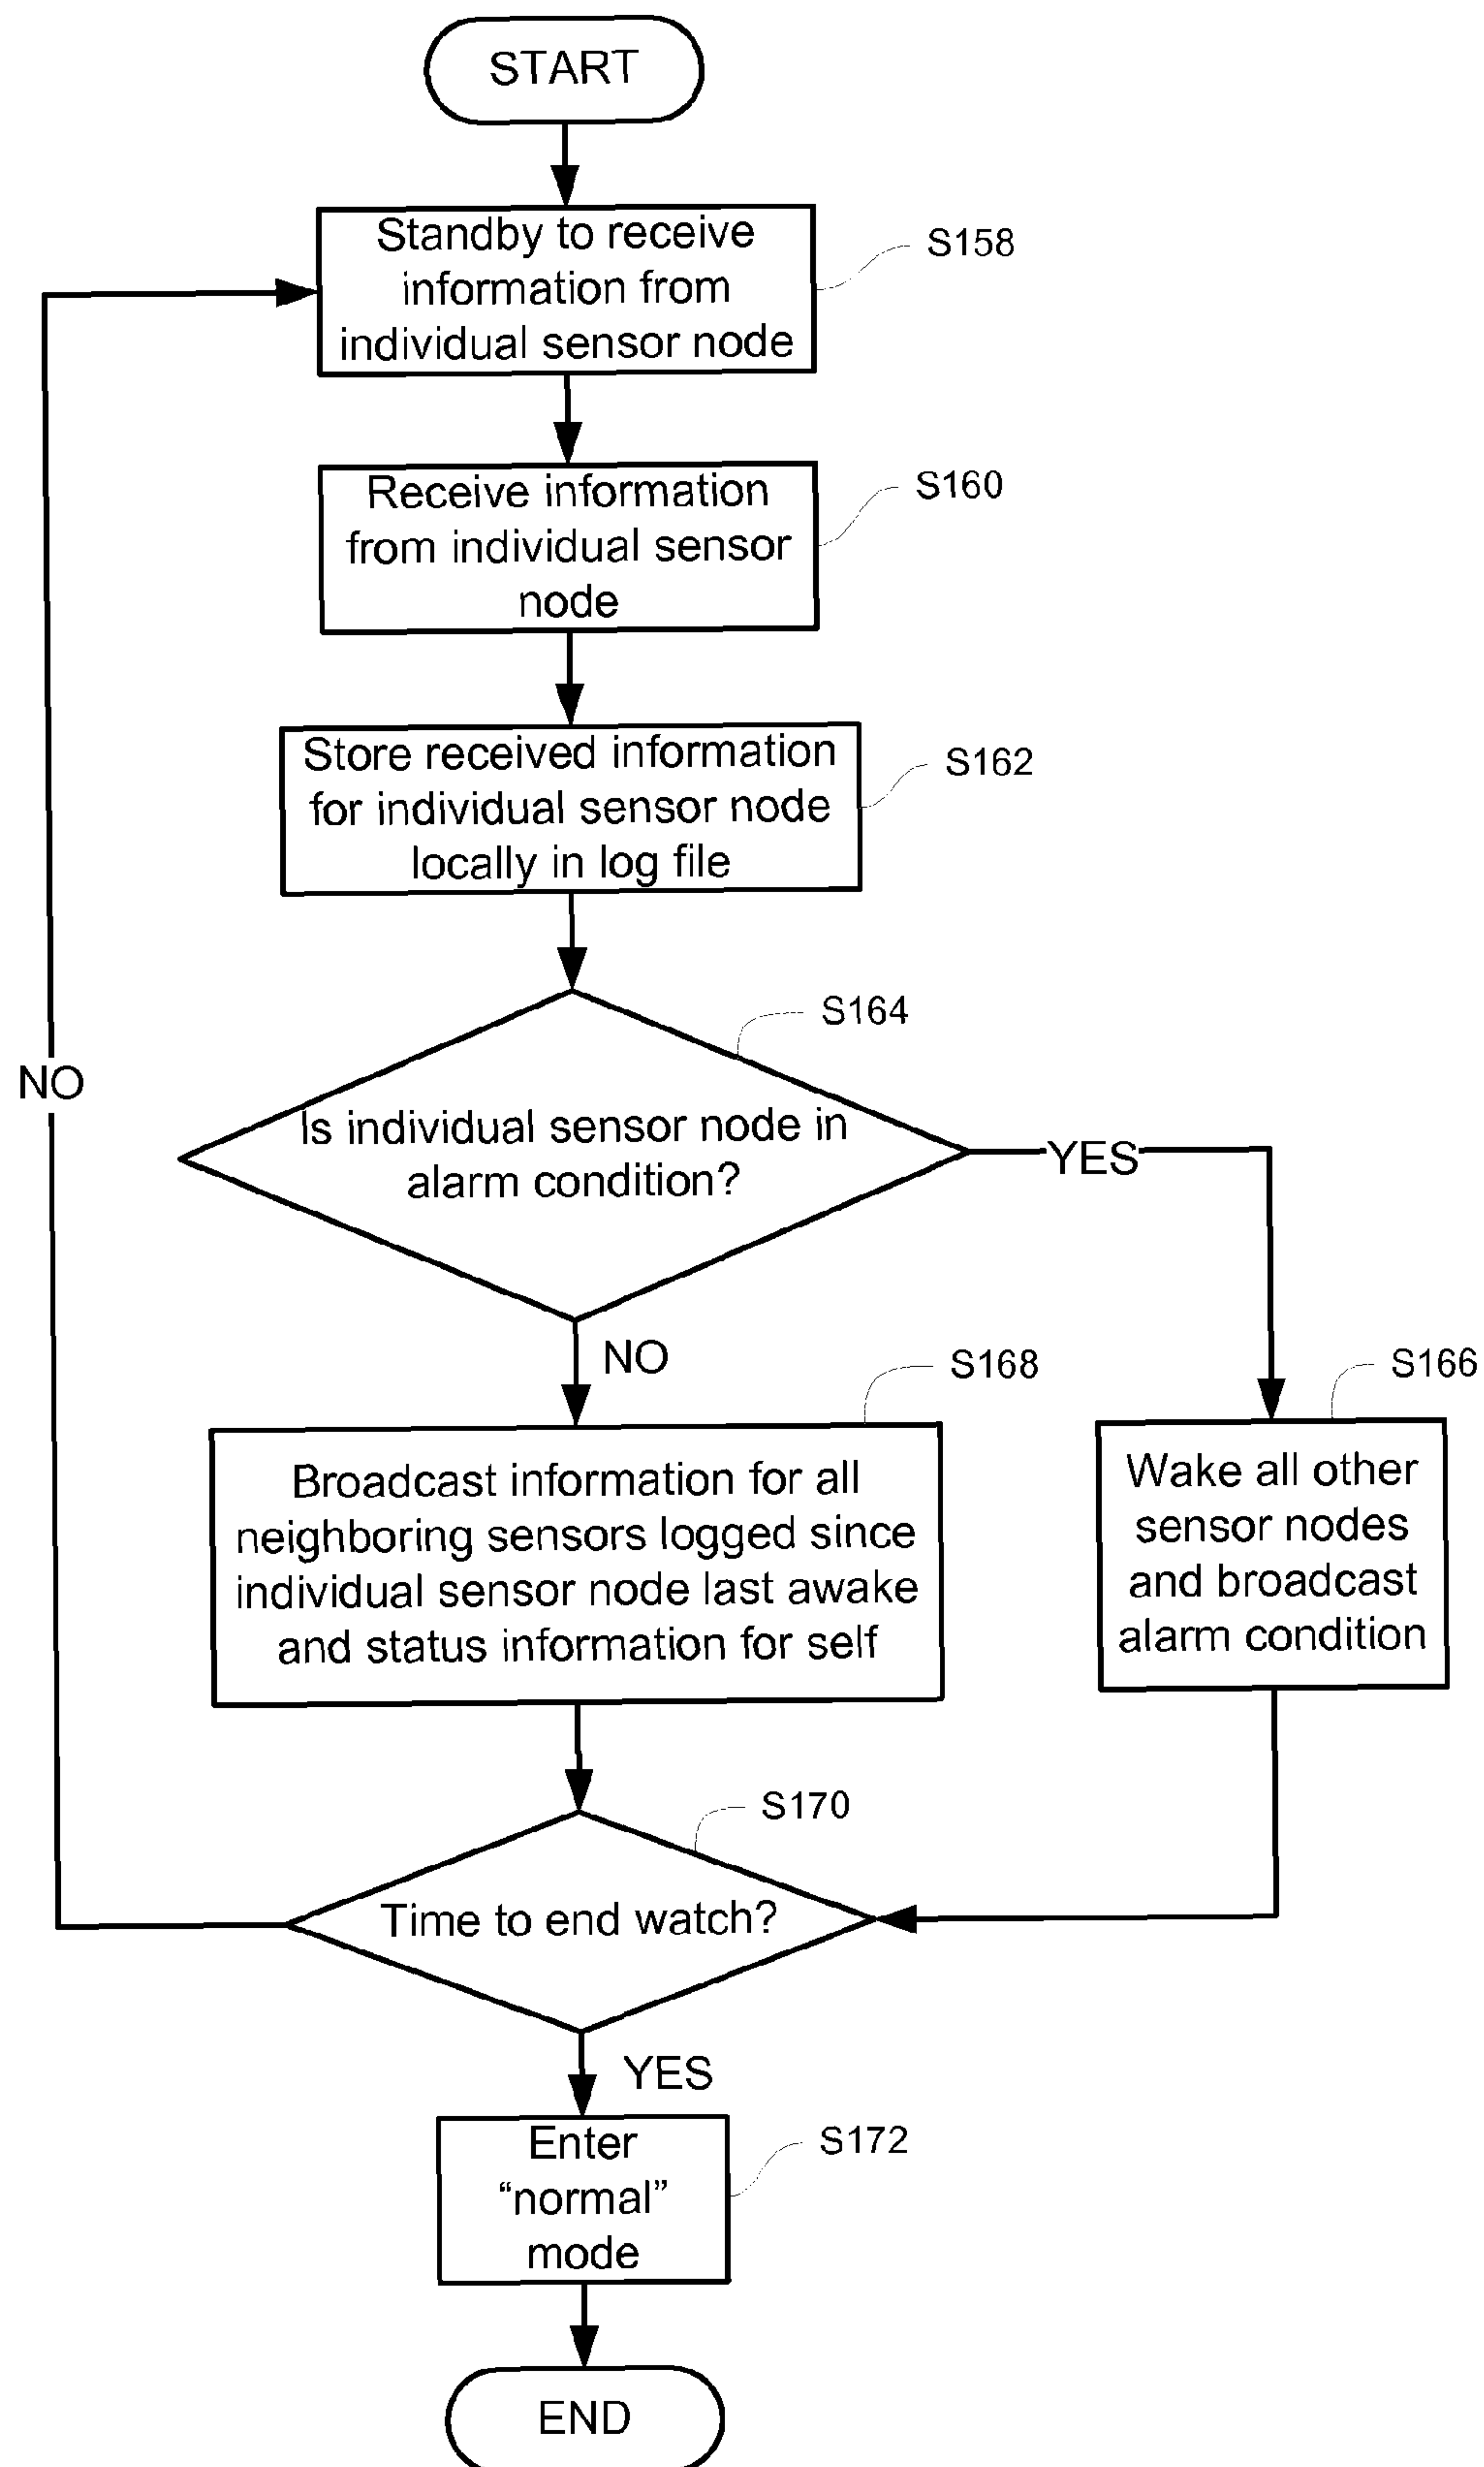 START
Standby to receive
information from
individual sensor node
S158
Receive information
from individual sensor
node
S160
Store received information
for individual sensor node
locally in log file
S162
S164
NO
Is individual sensor node in
alarm condition?
YES
NO
S168
S166
Broadcast information for all
neighboring sensors logged since
individual sensor node last awake
and status information for self
Wake all other
sensor nodes
and broadcast
alarm condition
S170
Time to end watch?
YES
Enter
“normal”
mode
S172
END